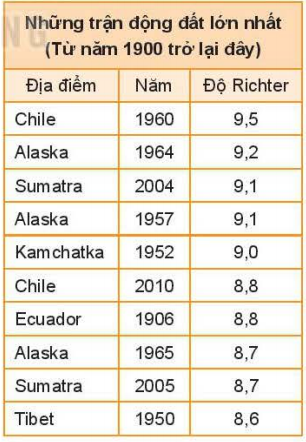 Những trận động đất lớn nhất
(Từ năm 1900 trở lại đây)
Địa điểm Năm Độ Richter
Chile 1960 9,5
Alaska 1964 9,2
Sumatra 2004 9,1
Alaska 1957 9,1
Kamchatka 1952 9,0
Chile 2010 8,8
Ecuador 1906 8,8
Alaska 1965 8,7
Sumatra 2005 8,7
Tibet 1950 8,6